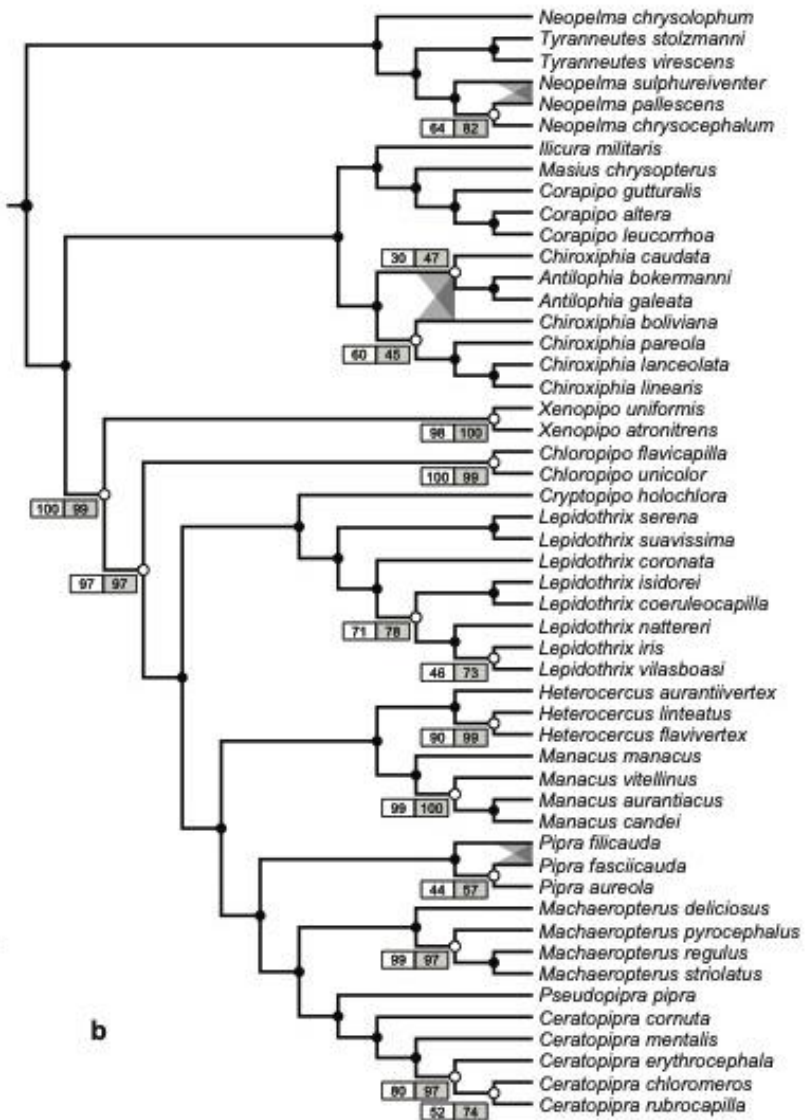 Neopelma chrysolophum
Tyranneutes stolzmanni
Tyranneutes virescens
Neopelma sulphureiventer
Neopelma pallescens
64 82 Neopelma chrysocephalum
Ilicura militaris
Masius chrysopterus
Corapipo gutturalis
Corapipo altera
Corapipo leucorrhoa
30 47 Chiroxiphia caudata
Antilophia bokermanni
Antilophia galeata
Chiroxiphia boliviana
Chiroxiphia pareola
60 45
Chiroxiphia lanceolata
Chiroxiphia linearis
Xenopipo uniformis
98 100 Xenopipo atronitrens
Chloropipo flavicapilla
100 99 Chloropipo unicolor
Cryptopipo holochlora
100 99
Lepidothrix serena
Lepidothrix suavissima
Lepidothrix coronata
97 97 Lepidothrix isidorei
Lepidothrix coeruleocapilla
71 78 Lepidothrix nattereri
Lepidothrix iris
46 73 Lepidothrix vilasboasi
Heterocercus aurantiivertex
Heterocercus linteatus
90 99 Heterocercus flavivertex
Manacus manacus
Manacus vitellinus
99 100 Manacus aurantiacus
Manacus candei
Pipra filicauda
Pipra fasciicauda
44 57 Pipra aureola
Machaeropterus deliciosus
Machaeropterus pyrocephalus
99 97 Machaeropterus regulus
Machaeropterus striolatus
Pseudopipra pipra
b
Ceratopipra cornuta
Ceratopipra mentalis
Ceratopipra erythrocephala
80 97 Ceratopipra chloromeros
52 74 Ceratopipra rubrocapilla